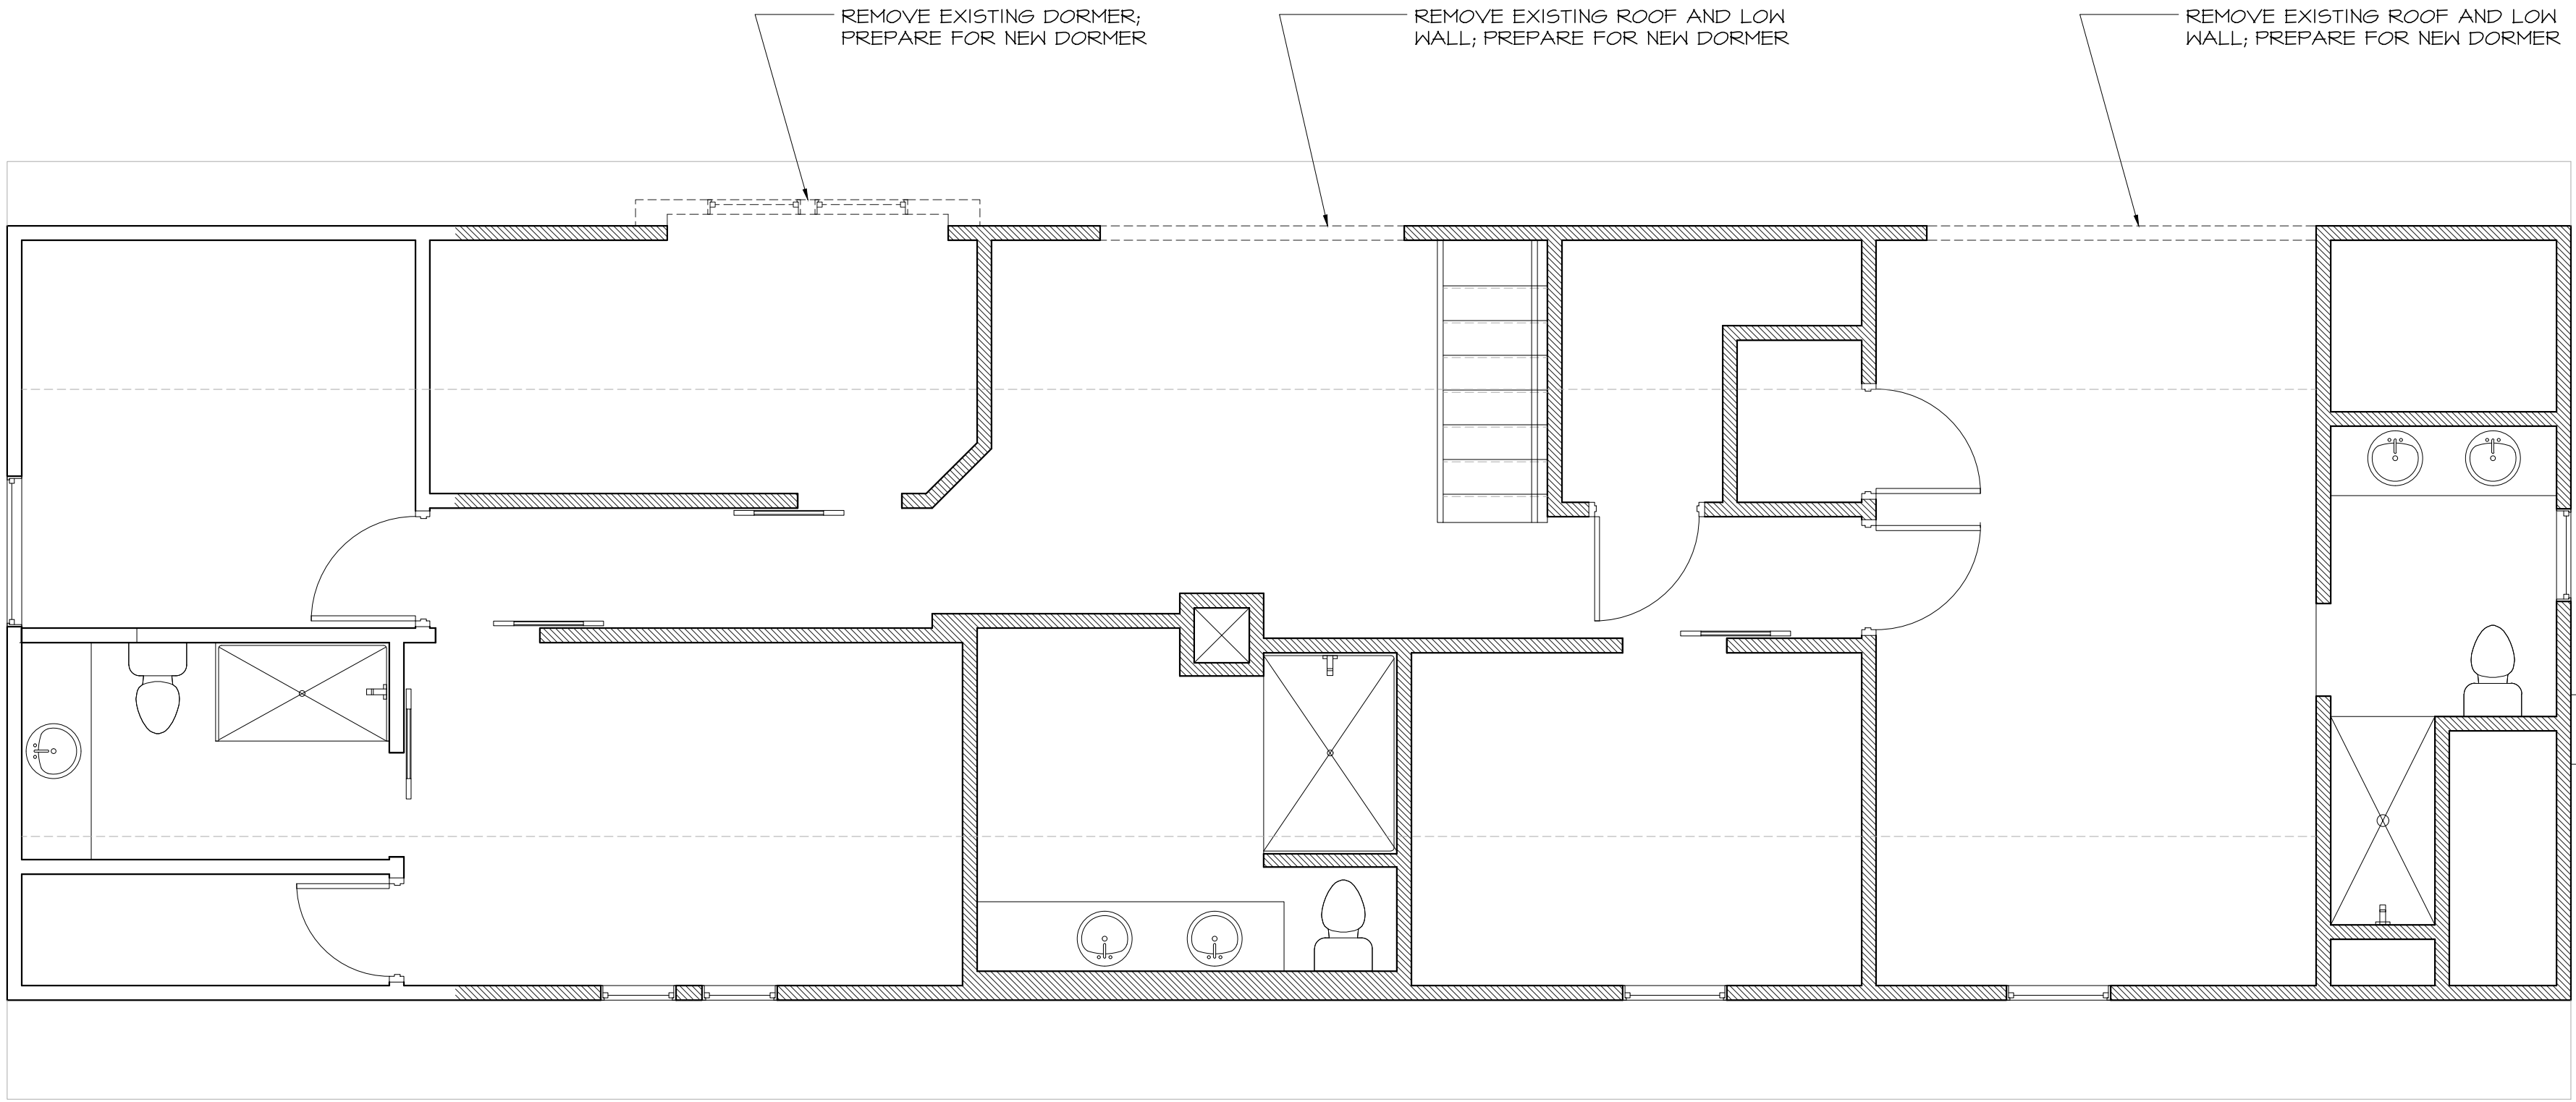 REMOVE EXISTING DORMER;
PREPARE FOR NEW DORMER
REMOVE EXISTING ROOF AND LOW
WALL; PREPARE FOR NEW DORMER
REMOVE EXISTING ROOF AND LOW
WALL; PREPARE FOR NEW DORMER